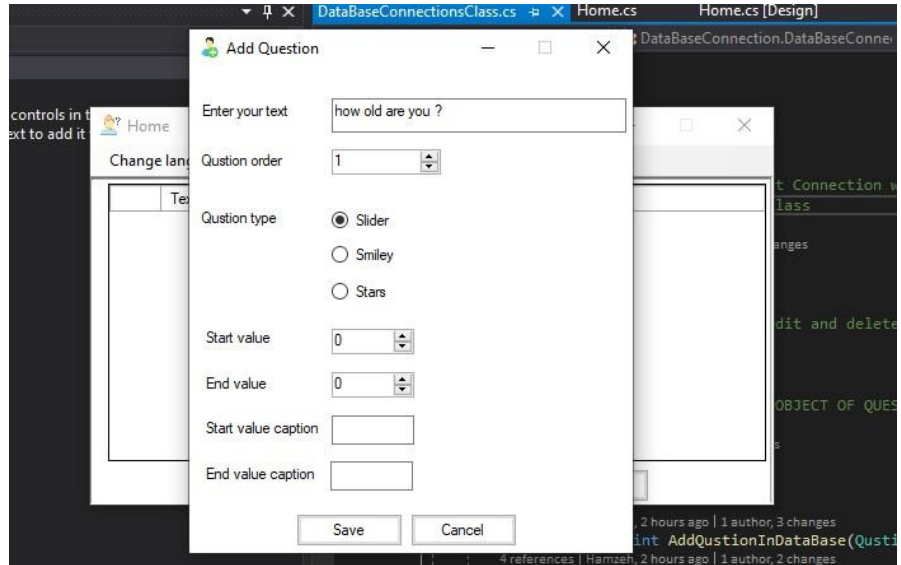 DataBaseConnectionsClass.cs
Home.cs
Home.cs [Design]
Add Question
DataBaseConnection.DataBaseConne
controls in t
ext to add it
Home
Enter your text
how old are you ?
Change lan
Qustion order
1
t Connection w
lass
Te
Qustion type
Slider
anges
Smiley
Stars
dit and delete
Start value
0
End value
0
OBJECT OF QUES
Start value caption
s
End value caption
Save
Cancel
, 2 hours ago | 1 author, 3 changes
int AddQustionInDataBase(Qusti
4 references | Hamzeh, 2 hours ago | 1 author, 2 changes